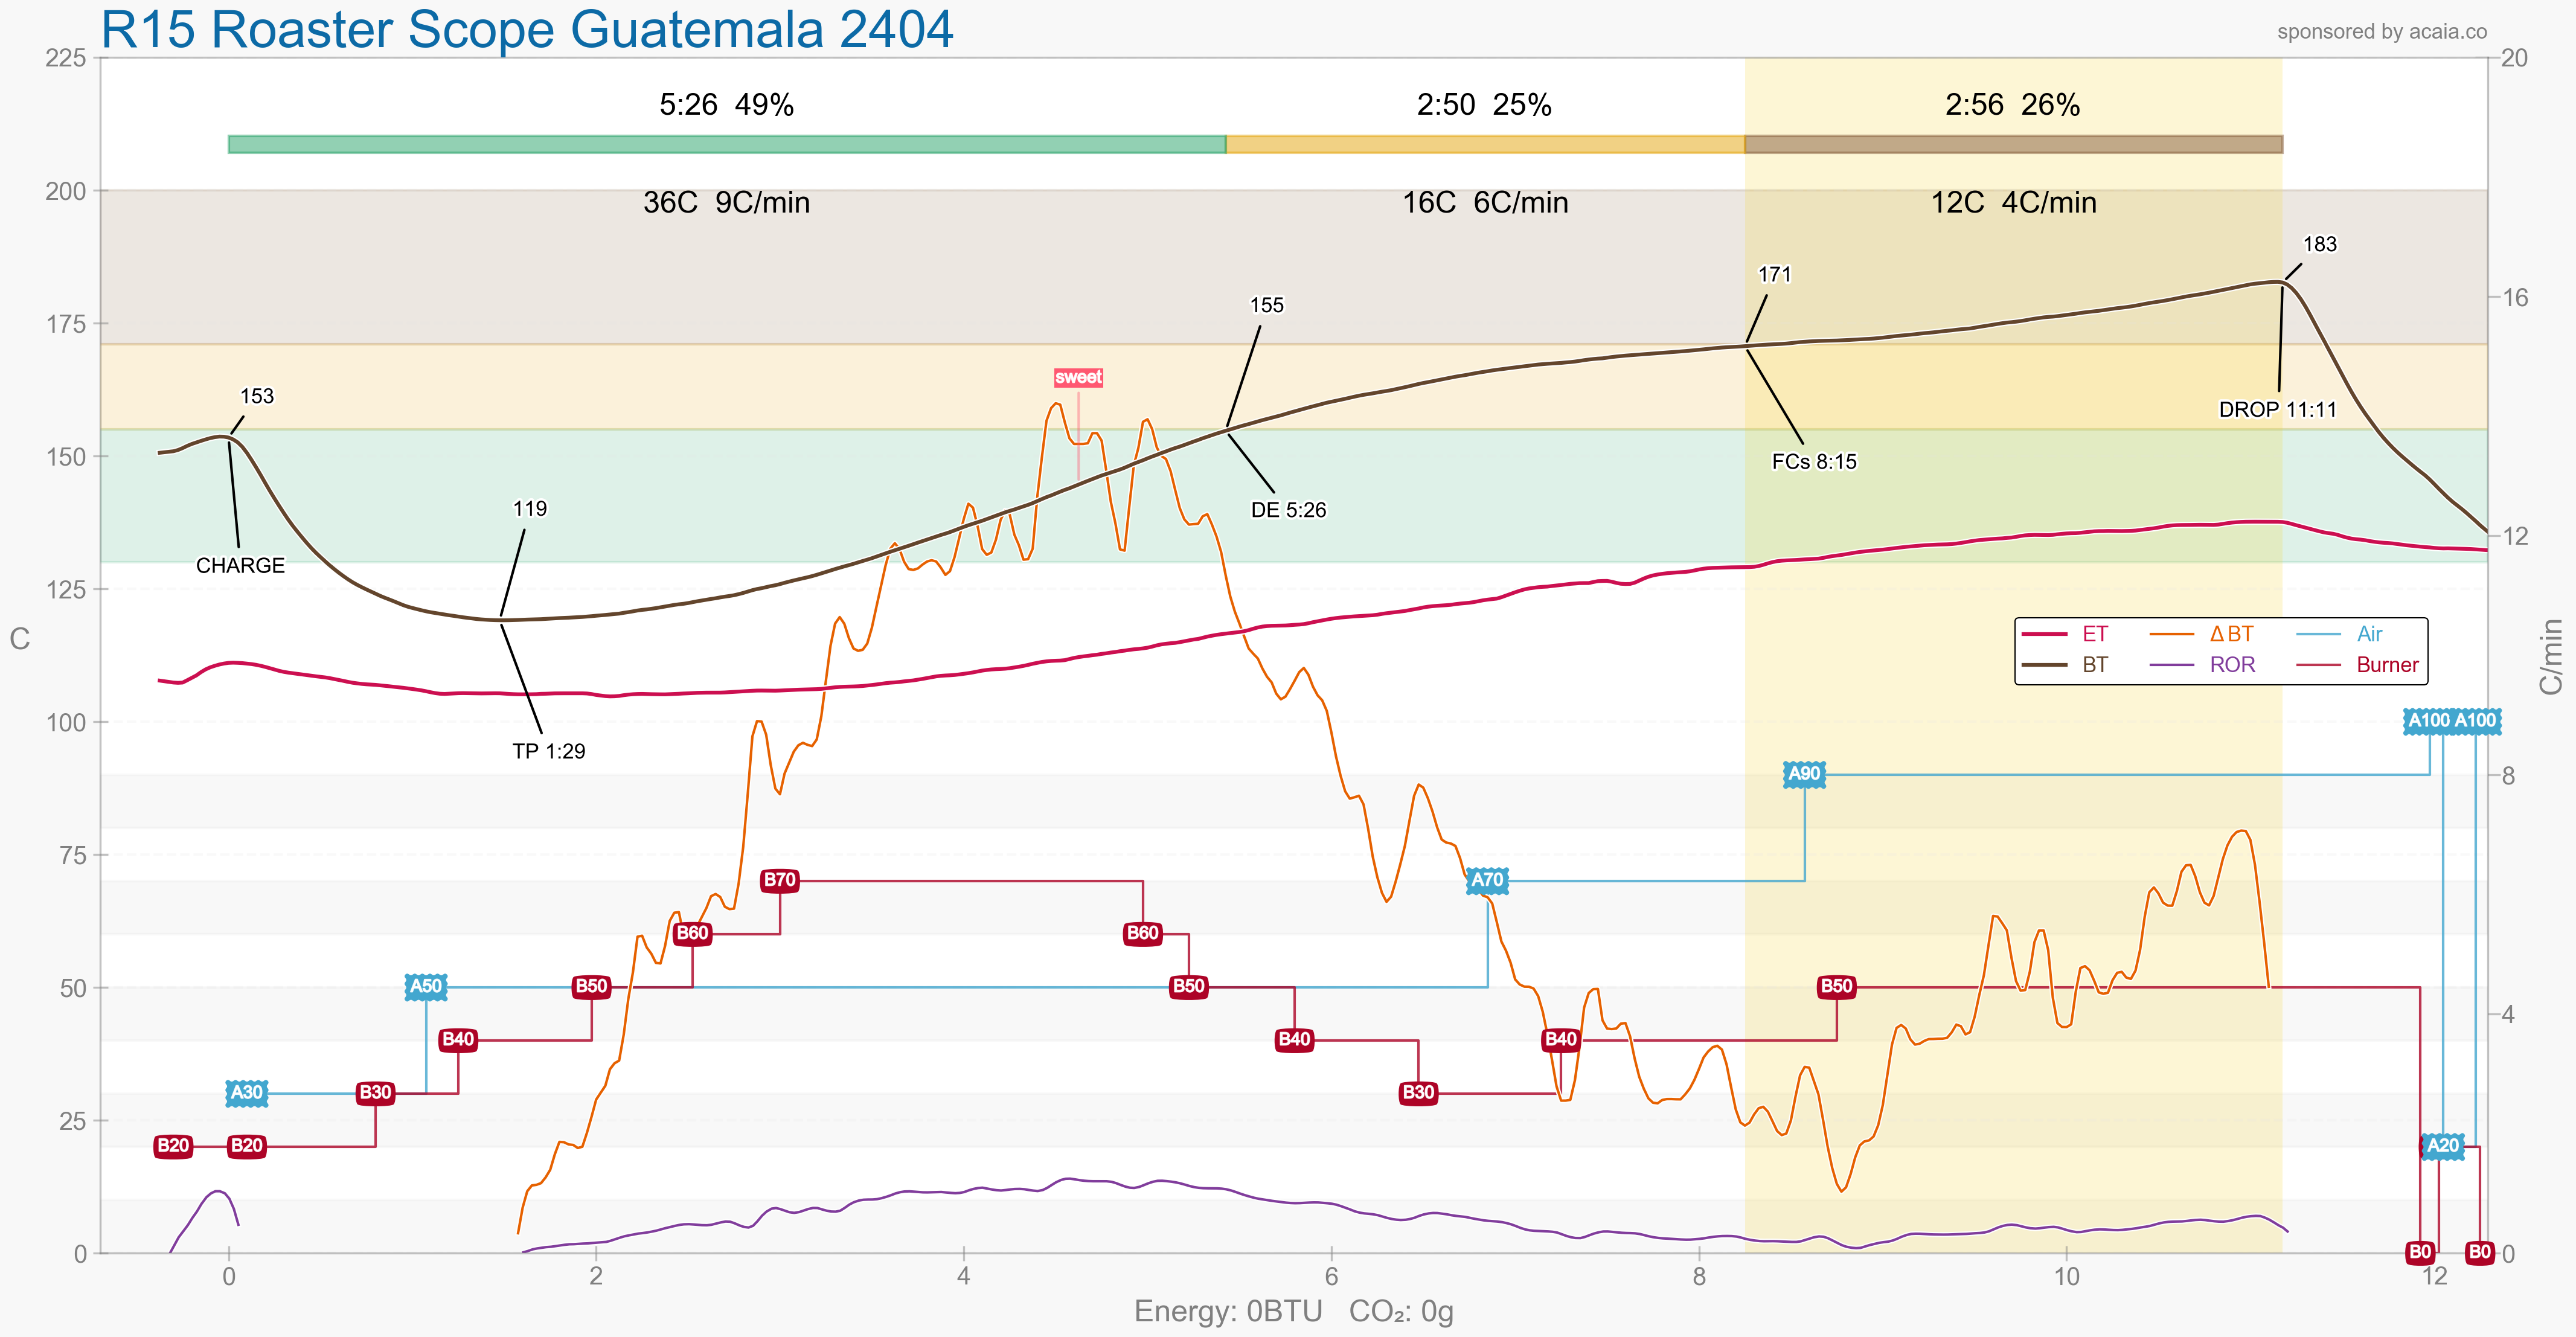 R15 Roaster Scope Guatemala 2404
sponsored by acaia.co
225
20
5:26 49%
2:50 25%
2:56 26%
200
36C 9C/min
16C 6C/min
12C 4C/min
183
171
16
155
175
sweet
153
DROP 11:11
150
FCs 8:15
119
DE 5:26
12
CHARGE
125
C
C/min
ET
Δ BT
Air
BT
ROR
Burner
100
A100
A100
TP 1:29
A90
8
75
B70
A70
B60
B60
50
A50
B50
B50
B50
B40
B40
B40
4
A30
B30
B30
25
B20
B20
A20
0
B0
B0
0
0
2
4
6
8
10
12
Energy: 0BTU CO₂: 0g